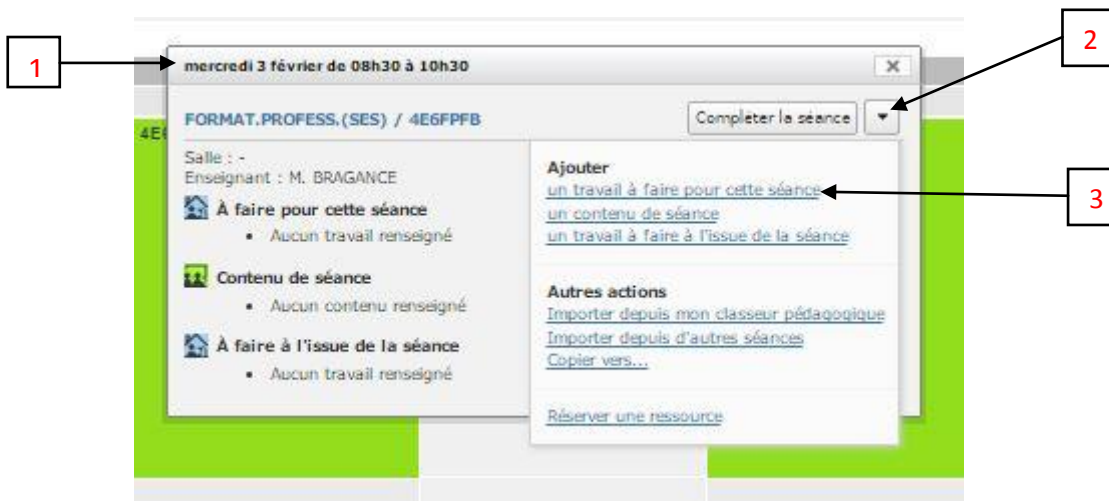 1
2
3
mercredi 3 février de 08h30 à 10h30
FORMAT.PROFESS.(SES) / 4E6FPFB
Compléter la séance
Salle : -
Enseignant : M. BRAGANCE
À faire pour cette séance
• Aucun travail renseigné
Contenu de séance
• Aucun contenu renseigné
À faire à l'issue de la séance
• Aucun travail renseigné
Ajouter
un travail à faire pour cette séance
un contenu de séance
un travail à faire à l'issue de la séance
Autres actions
Importer depuis mon classeur pédagogique
Importer depuis d'autres séances
Copier vers...
Réserver une ressource